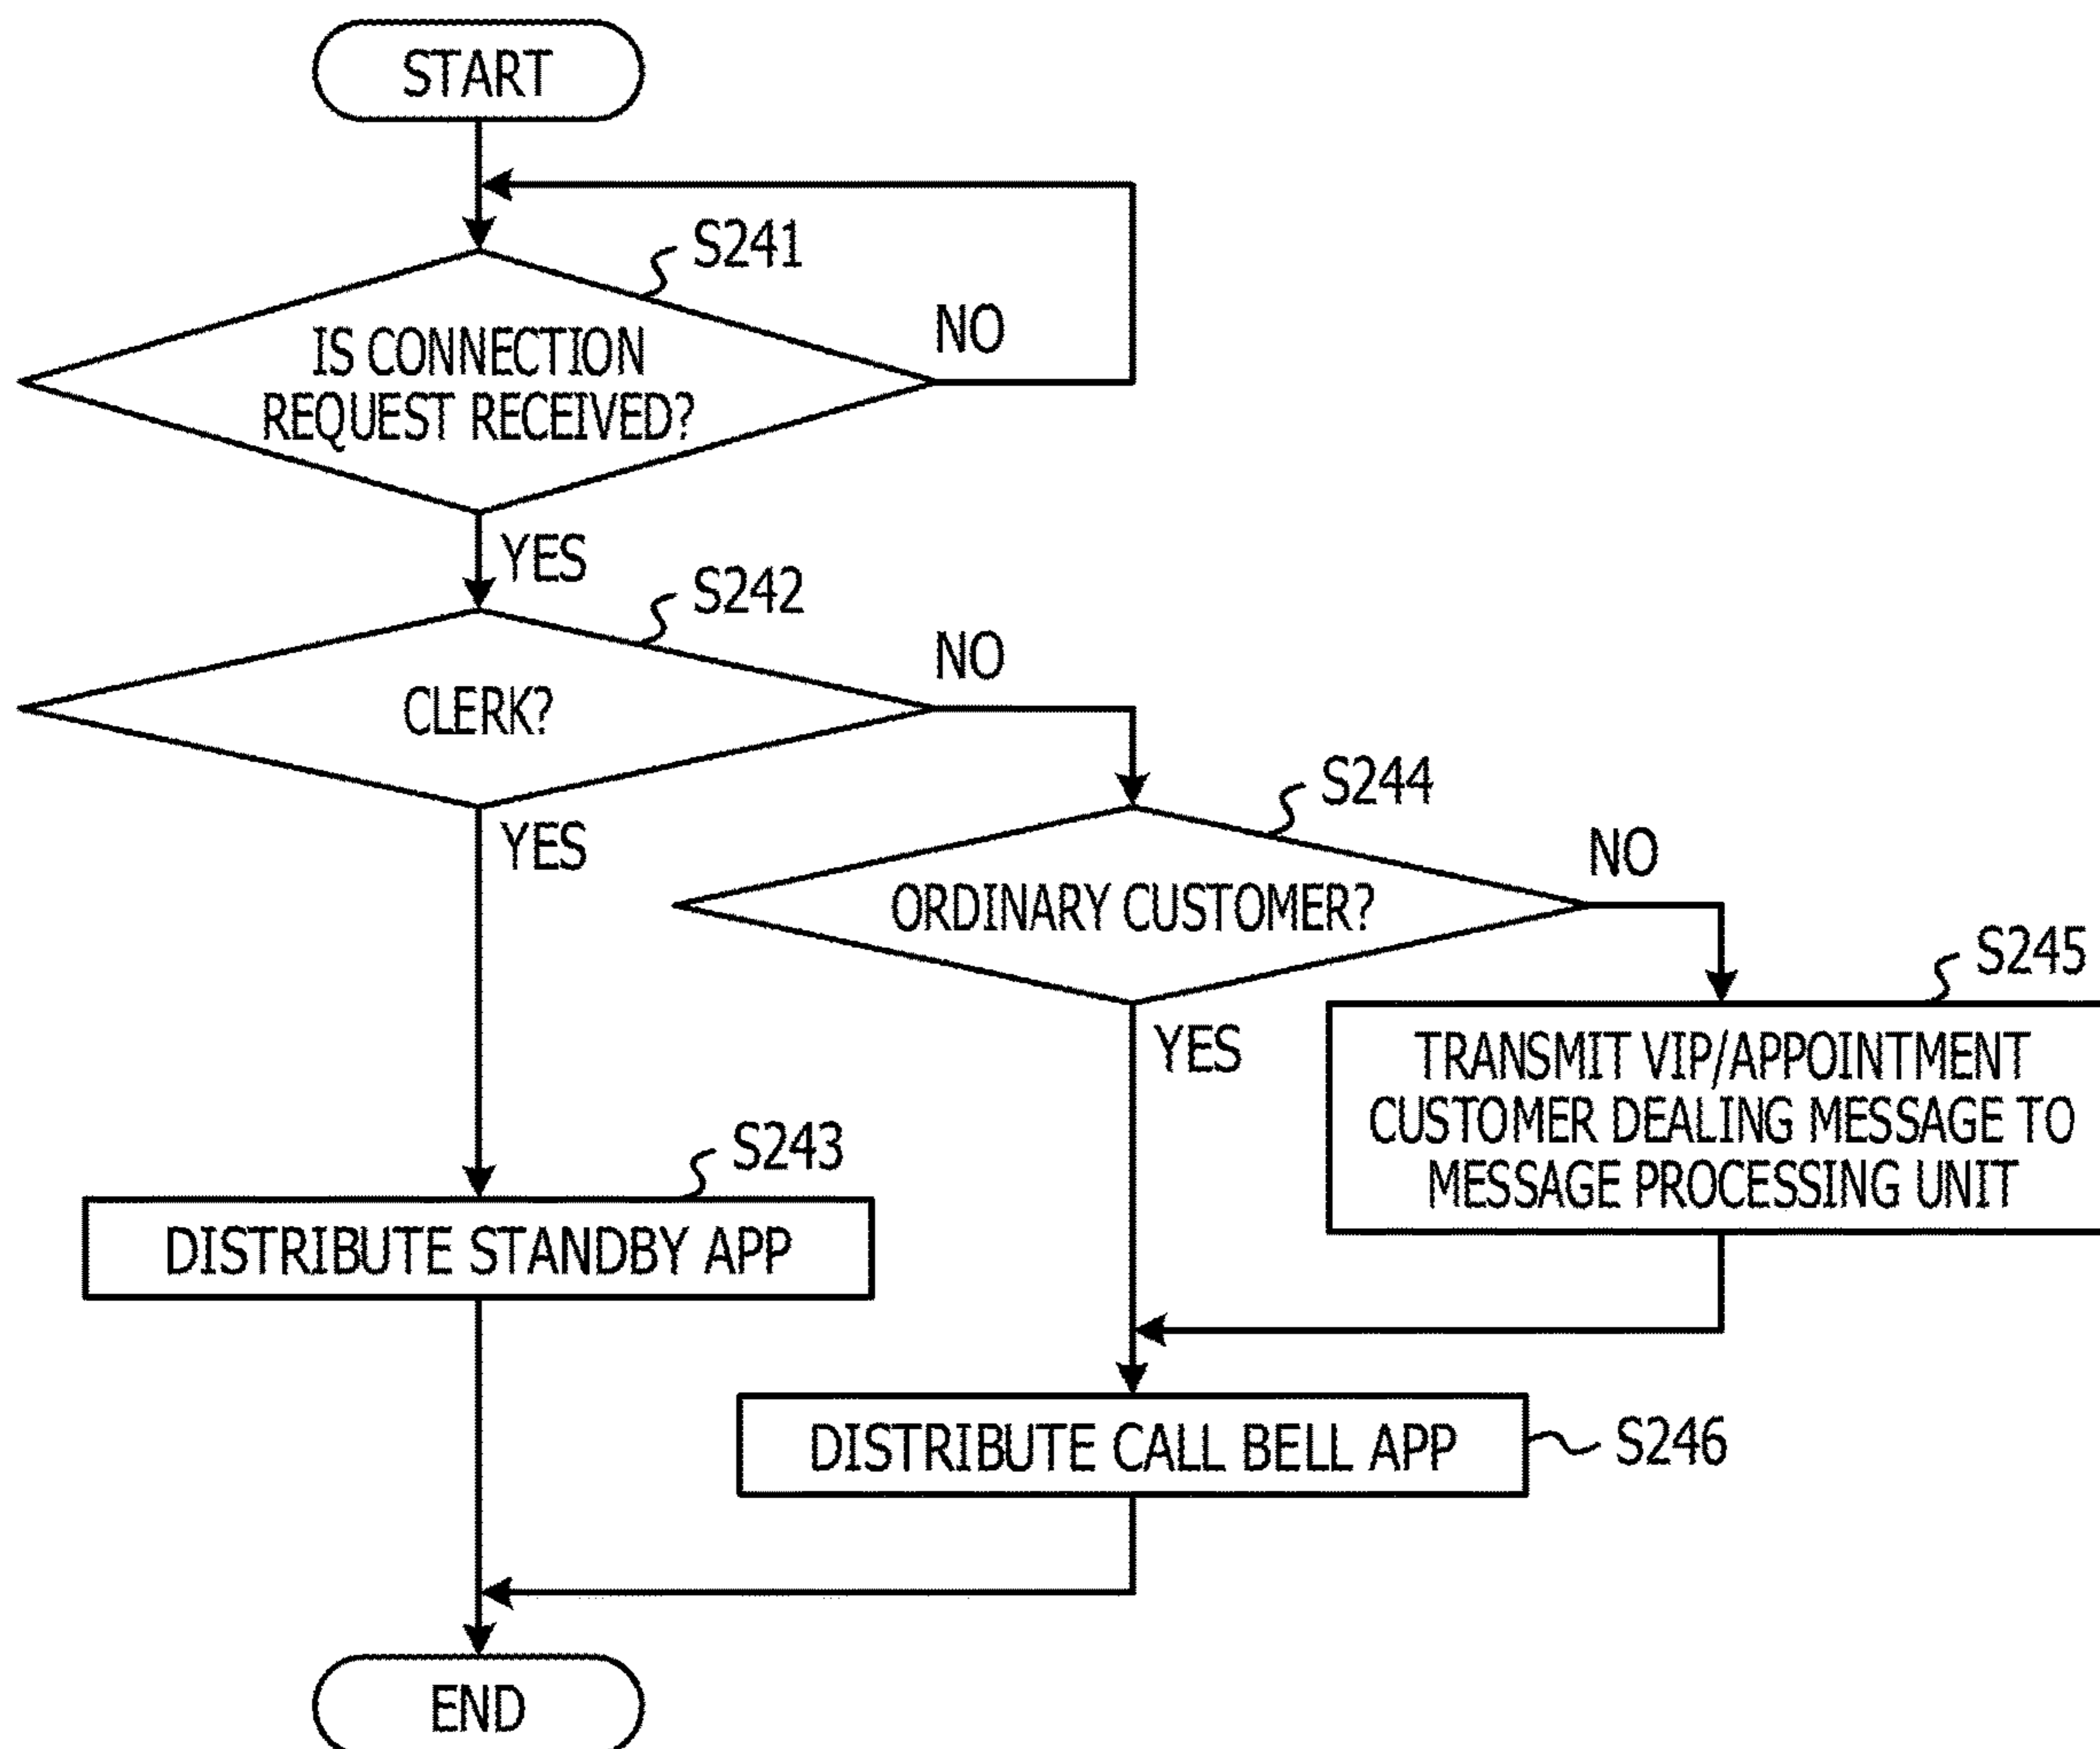 START
S241
NO
IS CONNECTION
REQUEST RECEIVED?
YES
S242
NO
CLERK?
YES
S244
NO
ORDINARY CUSTOMER?
YES
S245
TRANSMIT VIP/APPOINTMENT
CUSTOMER DEALING MESSAGE TO
MESSAGE PROCESSING UNIT
S243
DISTRIBUTE STANDBY APP
DISTRIBUTE CALL BELL APP
S246
END